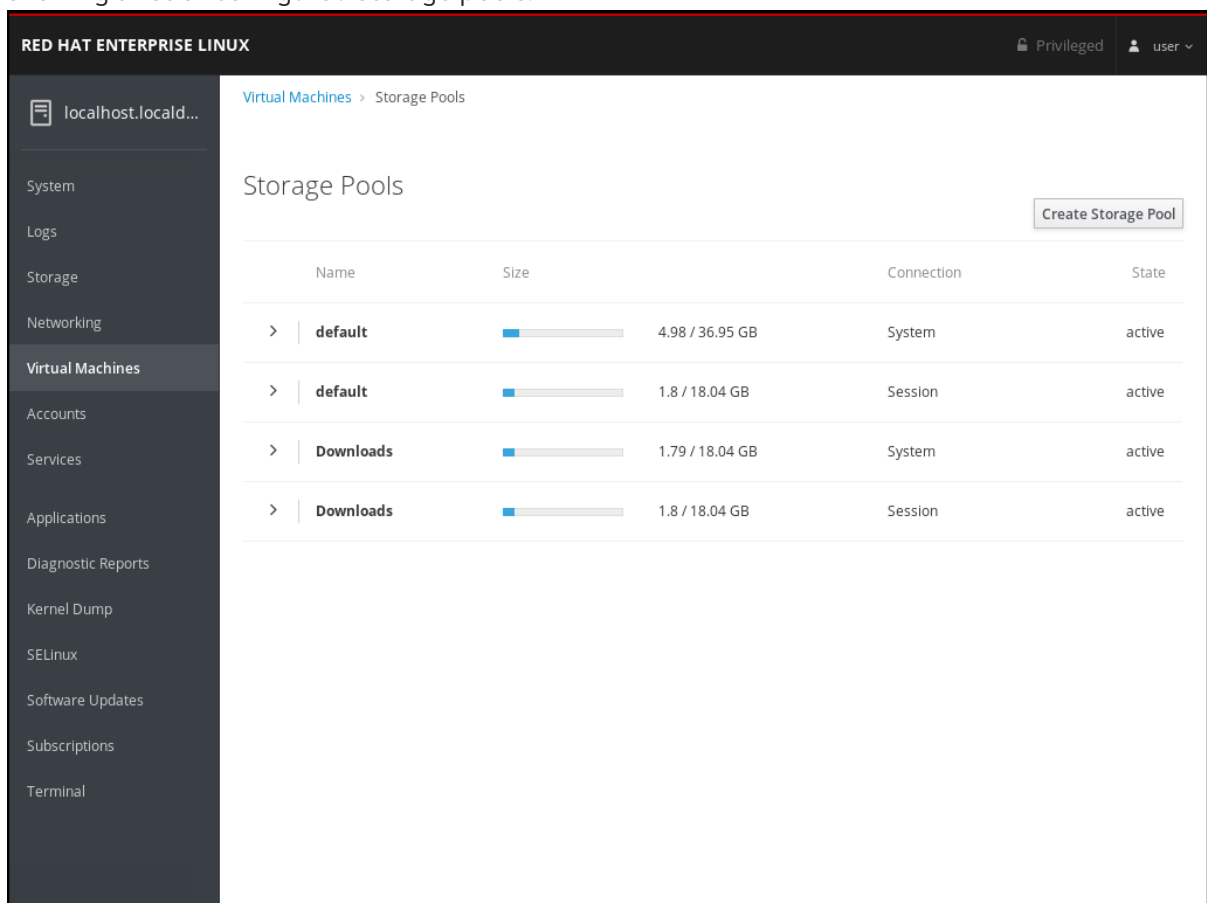 RED HAT ENTERPRISE LINUX
Privileged
user
localhost.locald...
Virtual Machines > Storage Pools
System
Logs
Storage
Networking
Virtual Machines
Accounts
Services
Applications
Diagnostic Reports
Kernel Dump
SELinux
Software Updates
Subscriptions
Terminal
Storage Pools
Create Storage Pool
Name Size Connection State
default 4.98 / 36.95 GB System active
default 1.8 / 18.04 GB Session active
Downloads 1.79 / 18.04 GB System active
Downloads 1.8 / 18.04 GB Session active